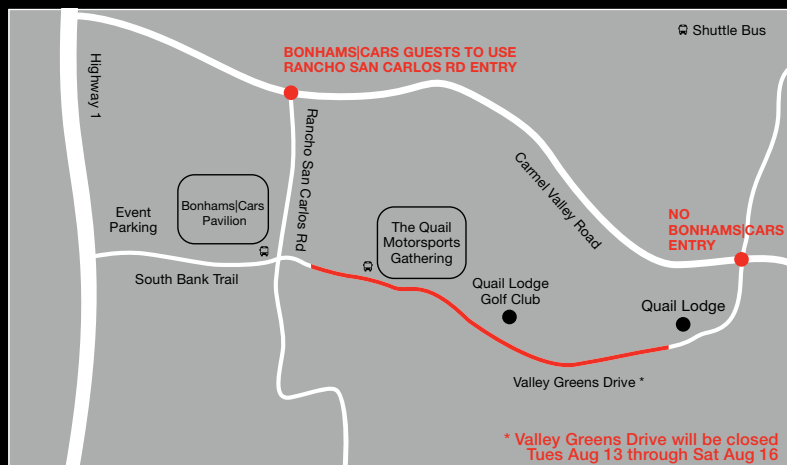 Shuttle Bus
BONHAMS|CARS GUESTS TO USE
RANCHO SAN CARLOS RD ENTRY
Highway 1
Rancho San Carlos Rd
Carmel Valley Road
Bonhams|Cars
Pavilion
Event
Parking
The Quail
Motorsports
Gathering
NO
BONHAMS|CARS
ENTRY
South Bank Trail
Quail Lodge
Golf Club
Quail Lodge
Valley Greens Drive *
* Valley Greens Drive will be closed
Tues Aug 13 through Sat Aug 16